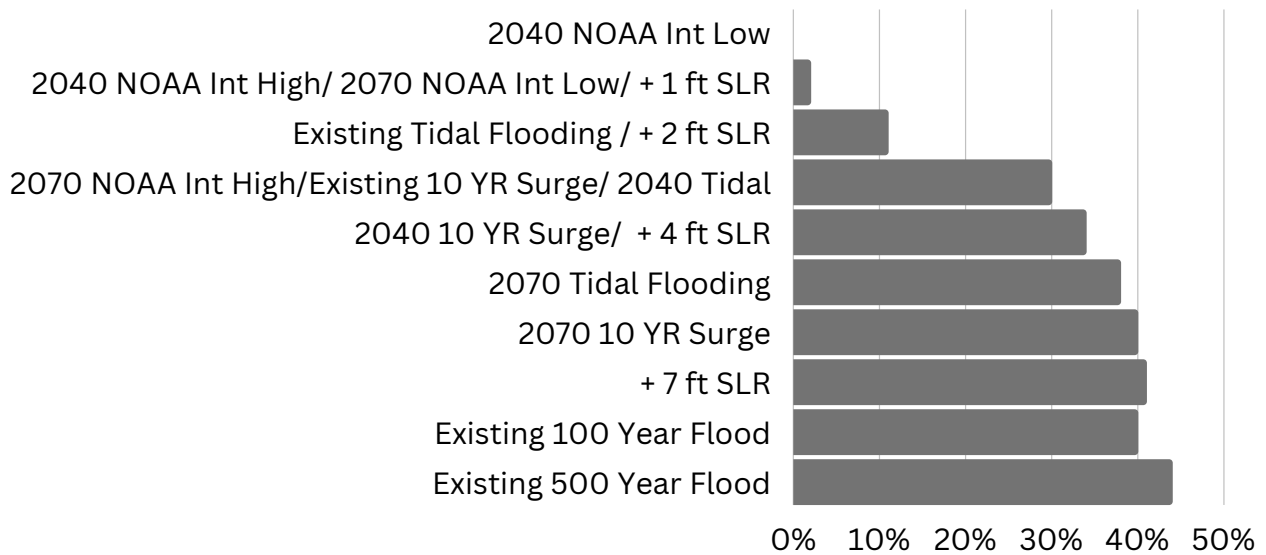 2040 NOAA Int Low
2040 NOAA Int High/ 2070 NOAA Int Low/ + 1 ft SLR
Existing Tidal Flooding / + 2 ft SLR
2070 NOAA Int High/Existing 10 YR Surge/ 2040 Tidal
2040 10 YR Surge/  + 4 ft SLR
2070 Tidal Flooding
2070 10 YR Surge
+ 7 ft SLR
Existing 100 Year Flood
Existing 500 Year Flood
0% 10% 20% 30% 40% 50%